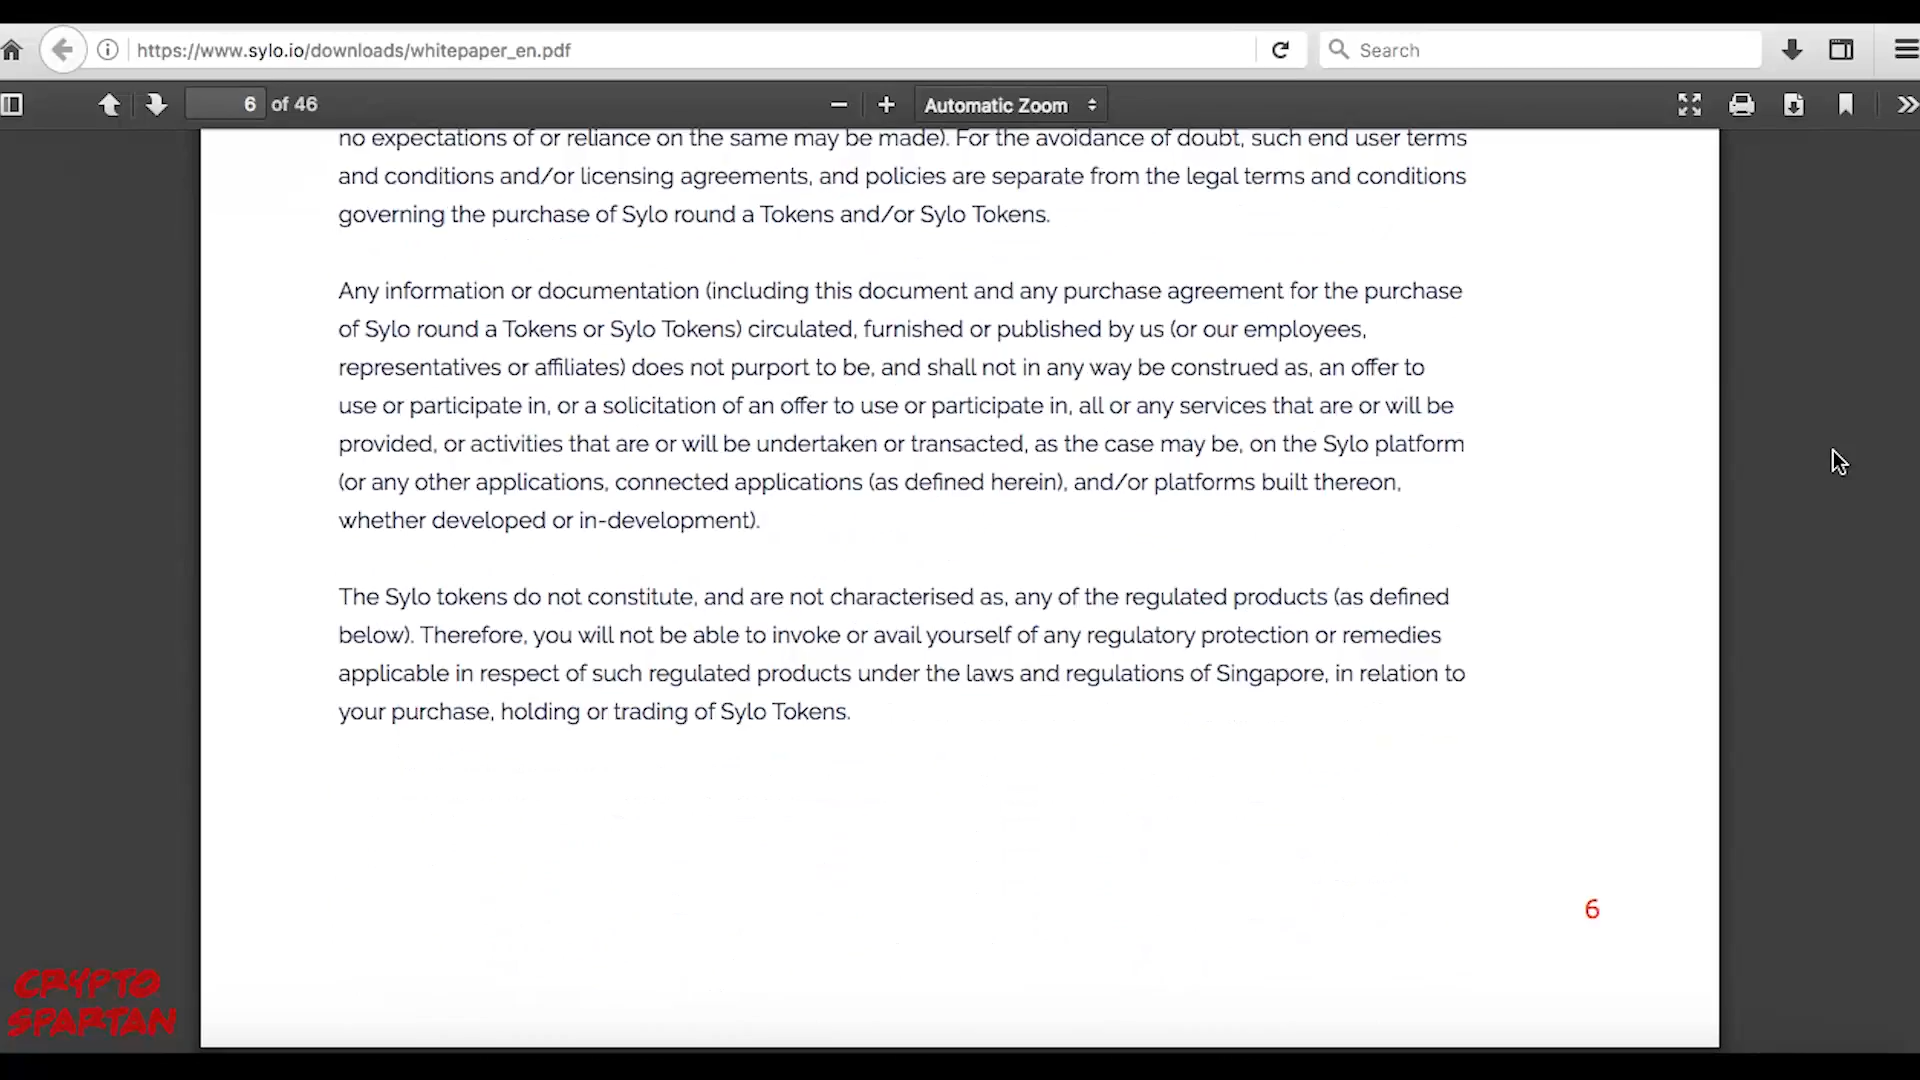 https://www.sylo.io/downloads/whitepaper_en.pdf
Search
6 of 46
Automatic Zoom
no expectations of or reliance on the same may be made). For the avoidance of doubt, such end user terms
and conditions and/or licensing agreements, and policies are separate from the legal terms and conditions
governing the purchase of Sylo round a Tokens and/or Sylo Tokens.
Any information or documentation (including this document and any purchase agreement for the purchase
of Sylo round a Tokens or Sylo Tokens) circulated, furnished or published by us (or our employees,
representatives or affiliates) does not purport to be, and shall not in any way be construed as, an offer to
use or participate in, or a solicitation of an offer to use or participate in, all or any services that are or will be
provided, or activities that are or will be undertaken or transacted, as the case may be, on the Sylo platform
(or any other applications, connected applications (as defined herein), and/or platforms built thereon,
whether developed or in-development).
The Sylo tokens do not constitute, and are not characterised as, any of the regulated products (as defined
below). Therefore, you will not be able to invoke or avail yourself of any regulatory protection or remedies
applicable in respect of such regulated products under the laws and regulations of Singapore, in relation to
your purchase, holding or trading of Sylo Tokens.
6
CRYPTO
SPARTAN